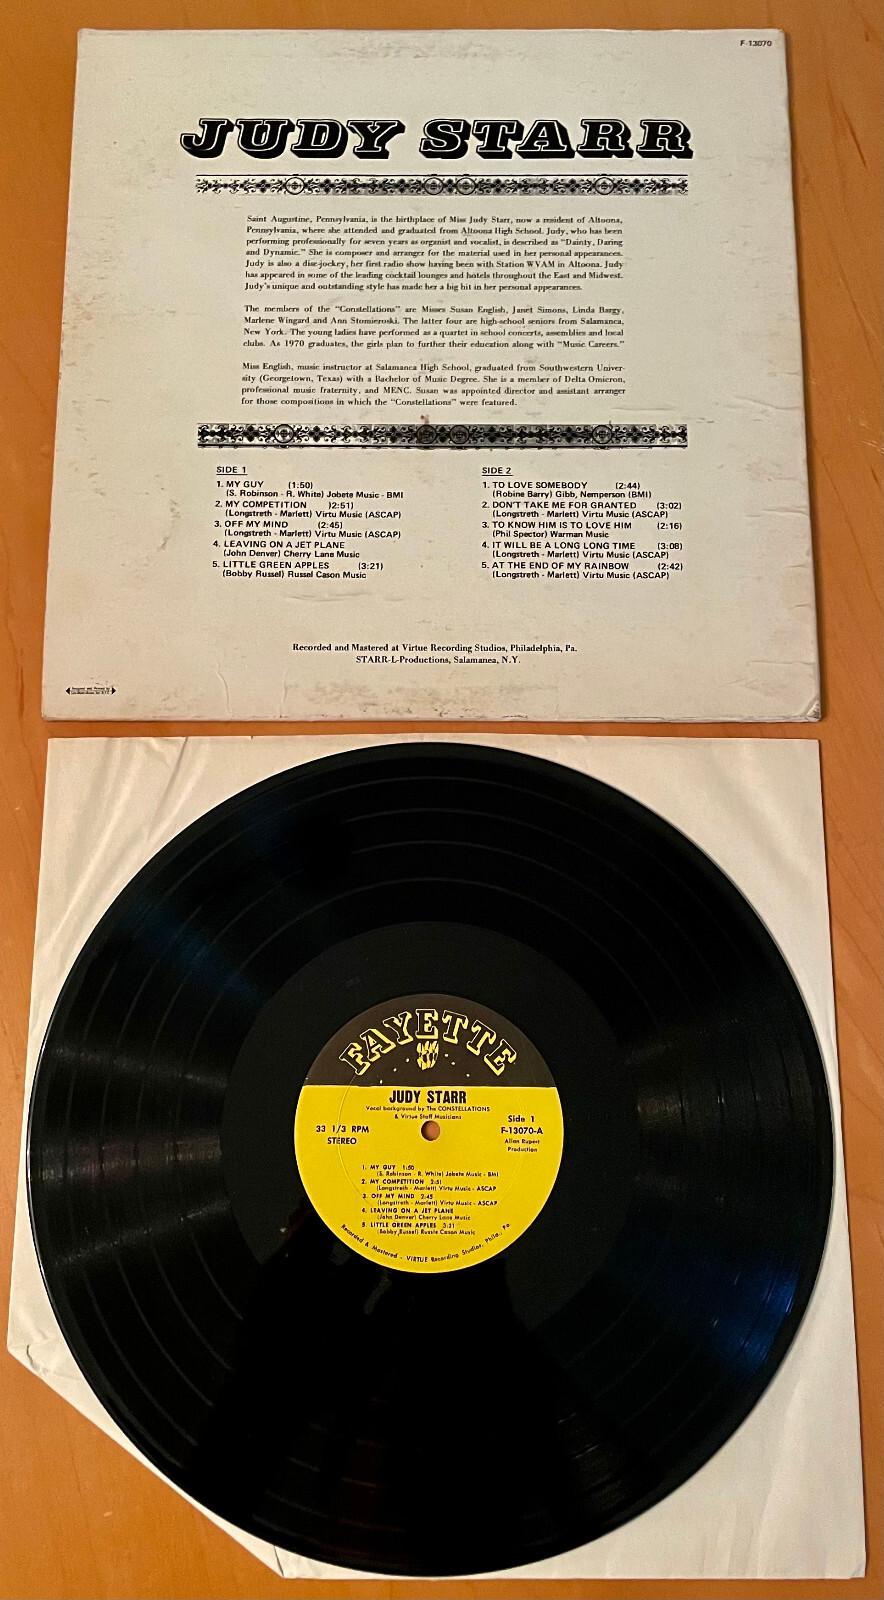 F-13070
JUDY STARR
Saint Augustine, Pennsylvania, is the birthplace of Miss Judy Starr, now a resident of Altoona,
Pennsylvania, where she attended and graduated from Altoona High School. Judy, who has been
performing professionally for seven years as organist and vocalist, is described as "Dainty, Daring
and Dynamic." She is composer and arranger for the material used in her personal appearances.
Judy is also a disc-jockey, her first radio show having been with Station WVAM in Altoona. Judy
has appeared in some of the leading cocktail lounges and hotels throughout the East and Midwest.
Judy's unique and outstanding style has made her a big hit in her personal appearances.
The members of the "Constellations" are Misses Susan English, Janet Simons, Linda Bargy,
Marlene Wingard and Ann Stomieroski. The latter four are high-school seniors from Salamanca,
New York. The young ladies have performed as a quartet in school concerts, assemblies and local
clubs. As 1970 graduates, the girls plan to further their education along with "Music Careers."
Miss English, music instructor at Salamanca High School, graduated from Southwestern Univer-
sity (Georgetown, Texas) with a Bachelor of Music Degree. She is a member of Delta Omicron,
professional music fraternity, and MENC. Susan was appointed director and assistant arranger
for those compositions in which the "Constellations" were featured.
SIDE 1
1. MY GUY (1:50)
(S. Robinson - R. White) Jobete Music - BMI
2. MY COMPETITION )2:51)
(Longstreth - Marlett) Virtu Music (ASCAP)
3. OFF MY MIND (2:45)
(Longstreth - Marlett) Virtu Music (ASCAP)
4. LEAVING ON A JET PLANE
(John Denver) Cherry Lane Music
5. LITTLE GREEN APPLES (3:21)
(Bobby Russel) Russel Cason Music
SIDE 2
1. TO LOVE SOMEBODY (2:44)
(Robine Barry) Gibb, Nemperson (BMI)
2. DON'T TAKE ME FOR GRANTED (3:02)
(Longstreth - Marlett) Virtu Music (ASCAP)
3. TO KNOW HIM IS TO LOVE HIM (2:16)
(Phil Spector) Warman Music
4. IT WILL BE A LONG LONG TIME (3:08)
(Longstreth - Marlett) Virtu Music (ASCAP)
5. AT THE END OF MY RAINBOW (2:42)
(Longstreth - Marlett) Virtu Music (ASCAP)
Recorded and Mastered at Virtue Recording Studios, Philadelphia, Pa.
STARR-L-Productions, Salamanea, N.Y.
FAYETTE
JUDY STARR
Vocal background by The CONSTELLATIONS
& Virtue Staff Musicians
33 1/3 RPM
STEREO
Side 1
F-13070-A
Allan Rupert
Production
1. MY GUY 1:50
(S. Robinson - R. White) Jobete Music - BMI
2. MY COMPETITION 2:51
(Longstreth - Marlett) Virtu Music - ASCAP
3. OFF MY MIND 2:45
(Longstreth - Marlett) Virtu Music - ASCAP
4. LEAVING ON A JET PLANE
(John Denver) Cherry Lane Music
5. LITTLE GREEN APPLES 3:21
(Bobby Russel) Russle Cason Music
Recorded & Mastered - VIRTUE Recording Studios, Phila., Pa.